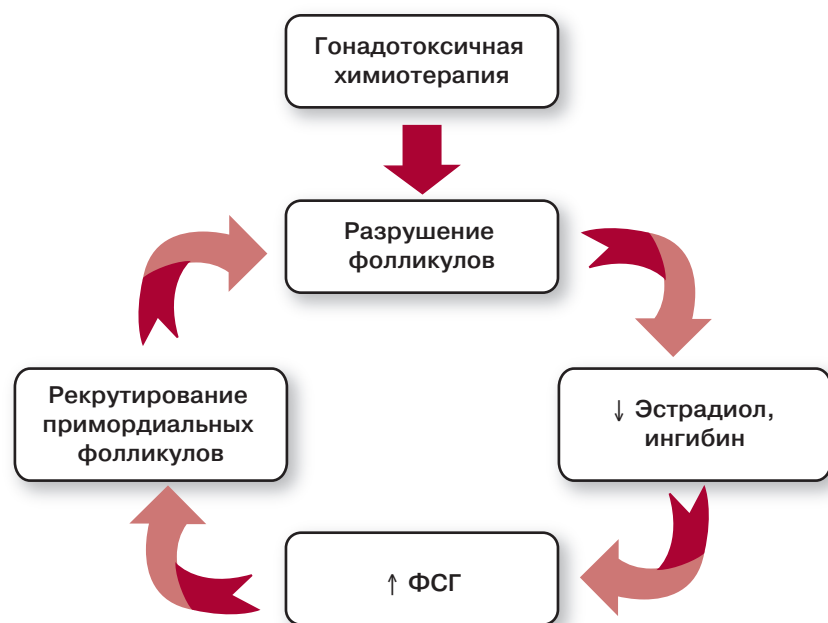 Гонадотоксичная
химиотерапия
Разрушение
фолликулов
↓ Эстрадиол,
ингибин
↑ ФСГ
Рекрутирование
примордиальных
фолликулов